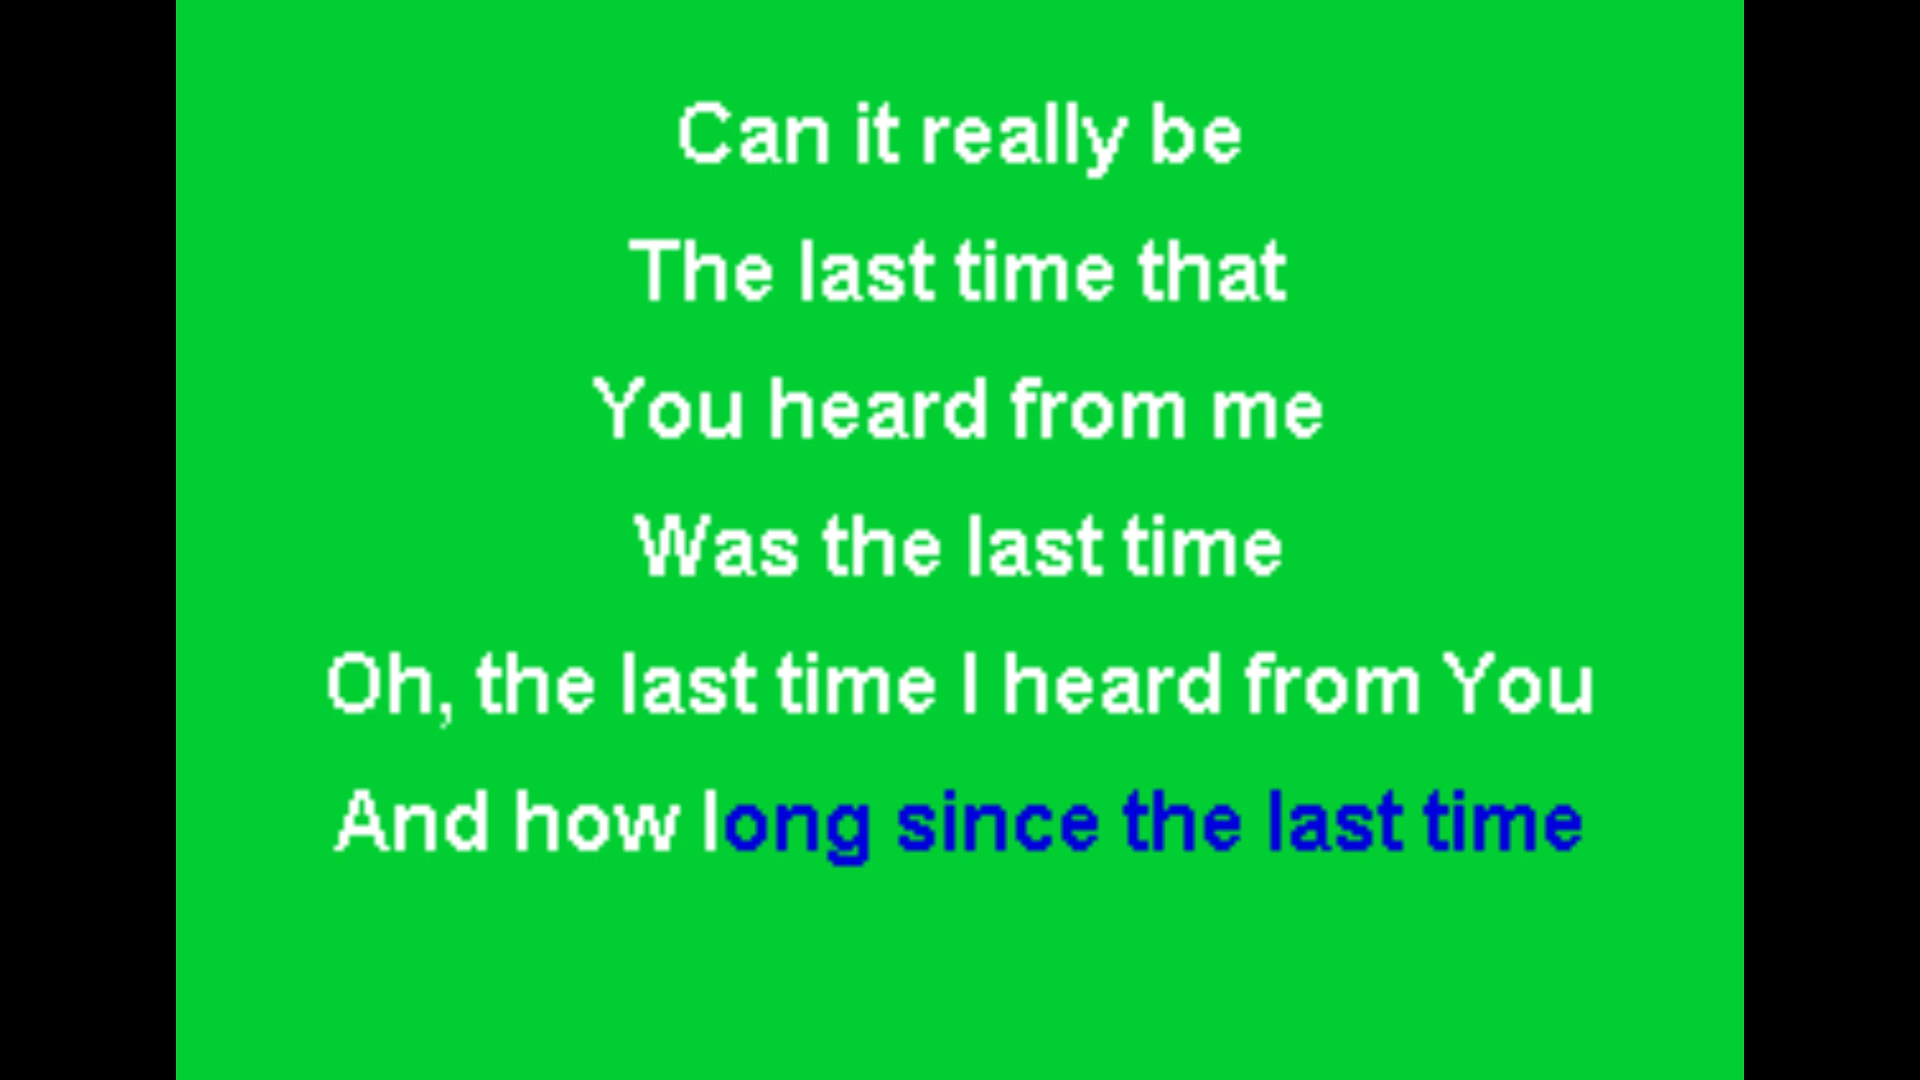 Can it really be
The last time that
You heard from me
Was the last time
Oh, the last time I heard from You
And how long since the last time